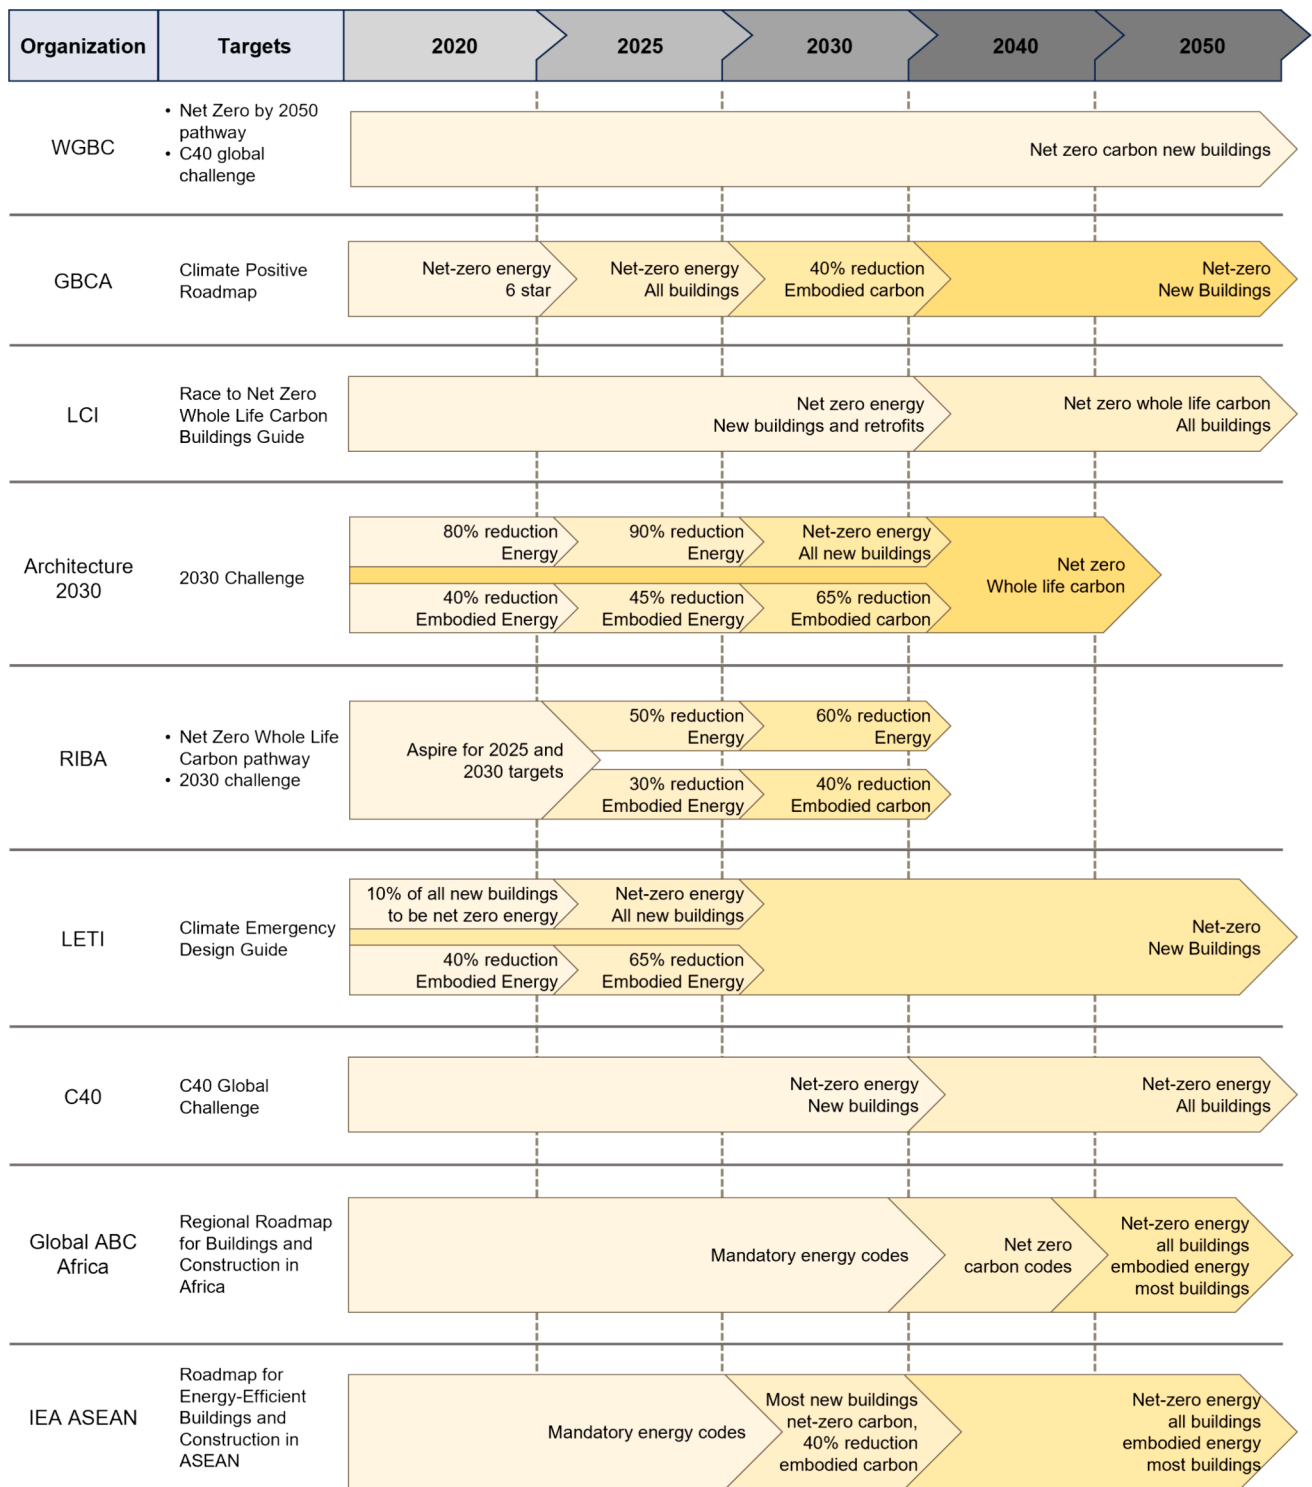 Organization
Targets
2020
2025
2030
2040
2050
WGBC
• Net Zero by 2050
pathway
• C40 global
challenge
Net zero carbon new buildings
GBCA
Climate Positive
Roadmap
Net-zero energy
6 star
Net-zero energy
All buildings
40% reduction
Embodied carbon
Net-zero
New Buildings
LCI
Race to Net Zero
Whole Life Carbon
Buildings Guide
Net zero energy
New buildings and retrofits
Net zero whole life carbon
All buildings
Architecture
2030
2030 Challenge
80% reduction
Energy
90% reduction
Energy
Net-zero energy
All new buildings
40% reduction
Embodied Energy
45% reduction
Embodied Energy
65% reduction
Embodied carbon
Net zero
Whole life carbon
RIBA
• Net Zero Whole Life
Carbon pathway
• 2030 challenge
Aspire for 2025 and
2030 targets
50% reduction
Energy
60% reduction
Energy
30% reduction
Embodied Energy
40% reduction
Embodied carbon
LETI
Climate Emergency
Design Guide
10% of all new buildings
to be net zero energy
Net-zero energy
All new buildings
40% reduction
Embodied Energy
65% reduction
Embodied Energy
Net-zero
New Buildings
C40
C40 Global
Challenge
Net-zero energy
New buildings
Net-zero energy
All buildings
Global ABC
Africa
Regional Roadmap
for Buildings and
Construction in
Africa
Mandatory energy codes
Net zero
carbon codes
Net-zero energy
all buildings
embodied energy
most buildings
IEA ASEAN
Roadmap for
Energy-Efficient
Buildings and
Construction in
ASEAN
Mandatory energy codes
Most new buildings
net-zero carbon,
40% reduction
embodied carbon
Net-zero energy
all buildings
embodied energy
most buildings